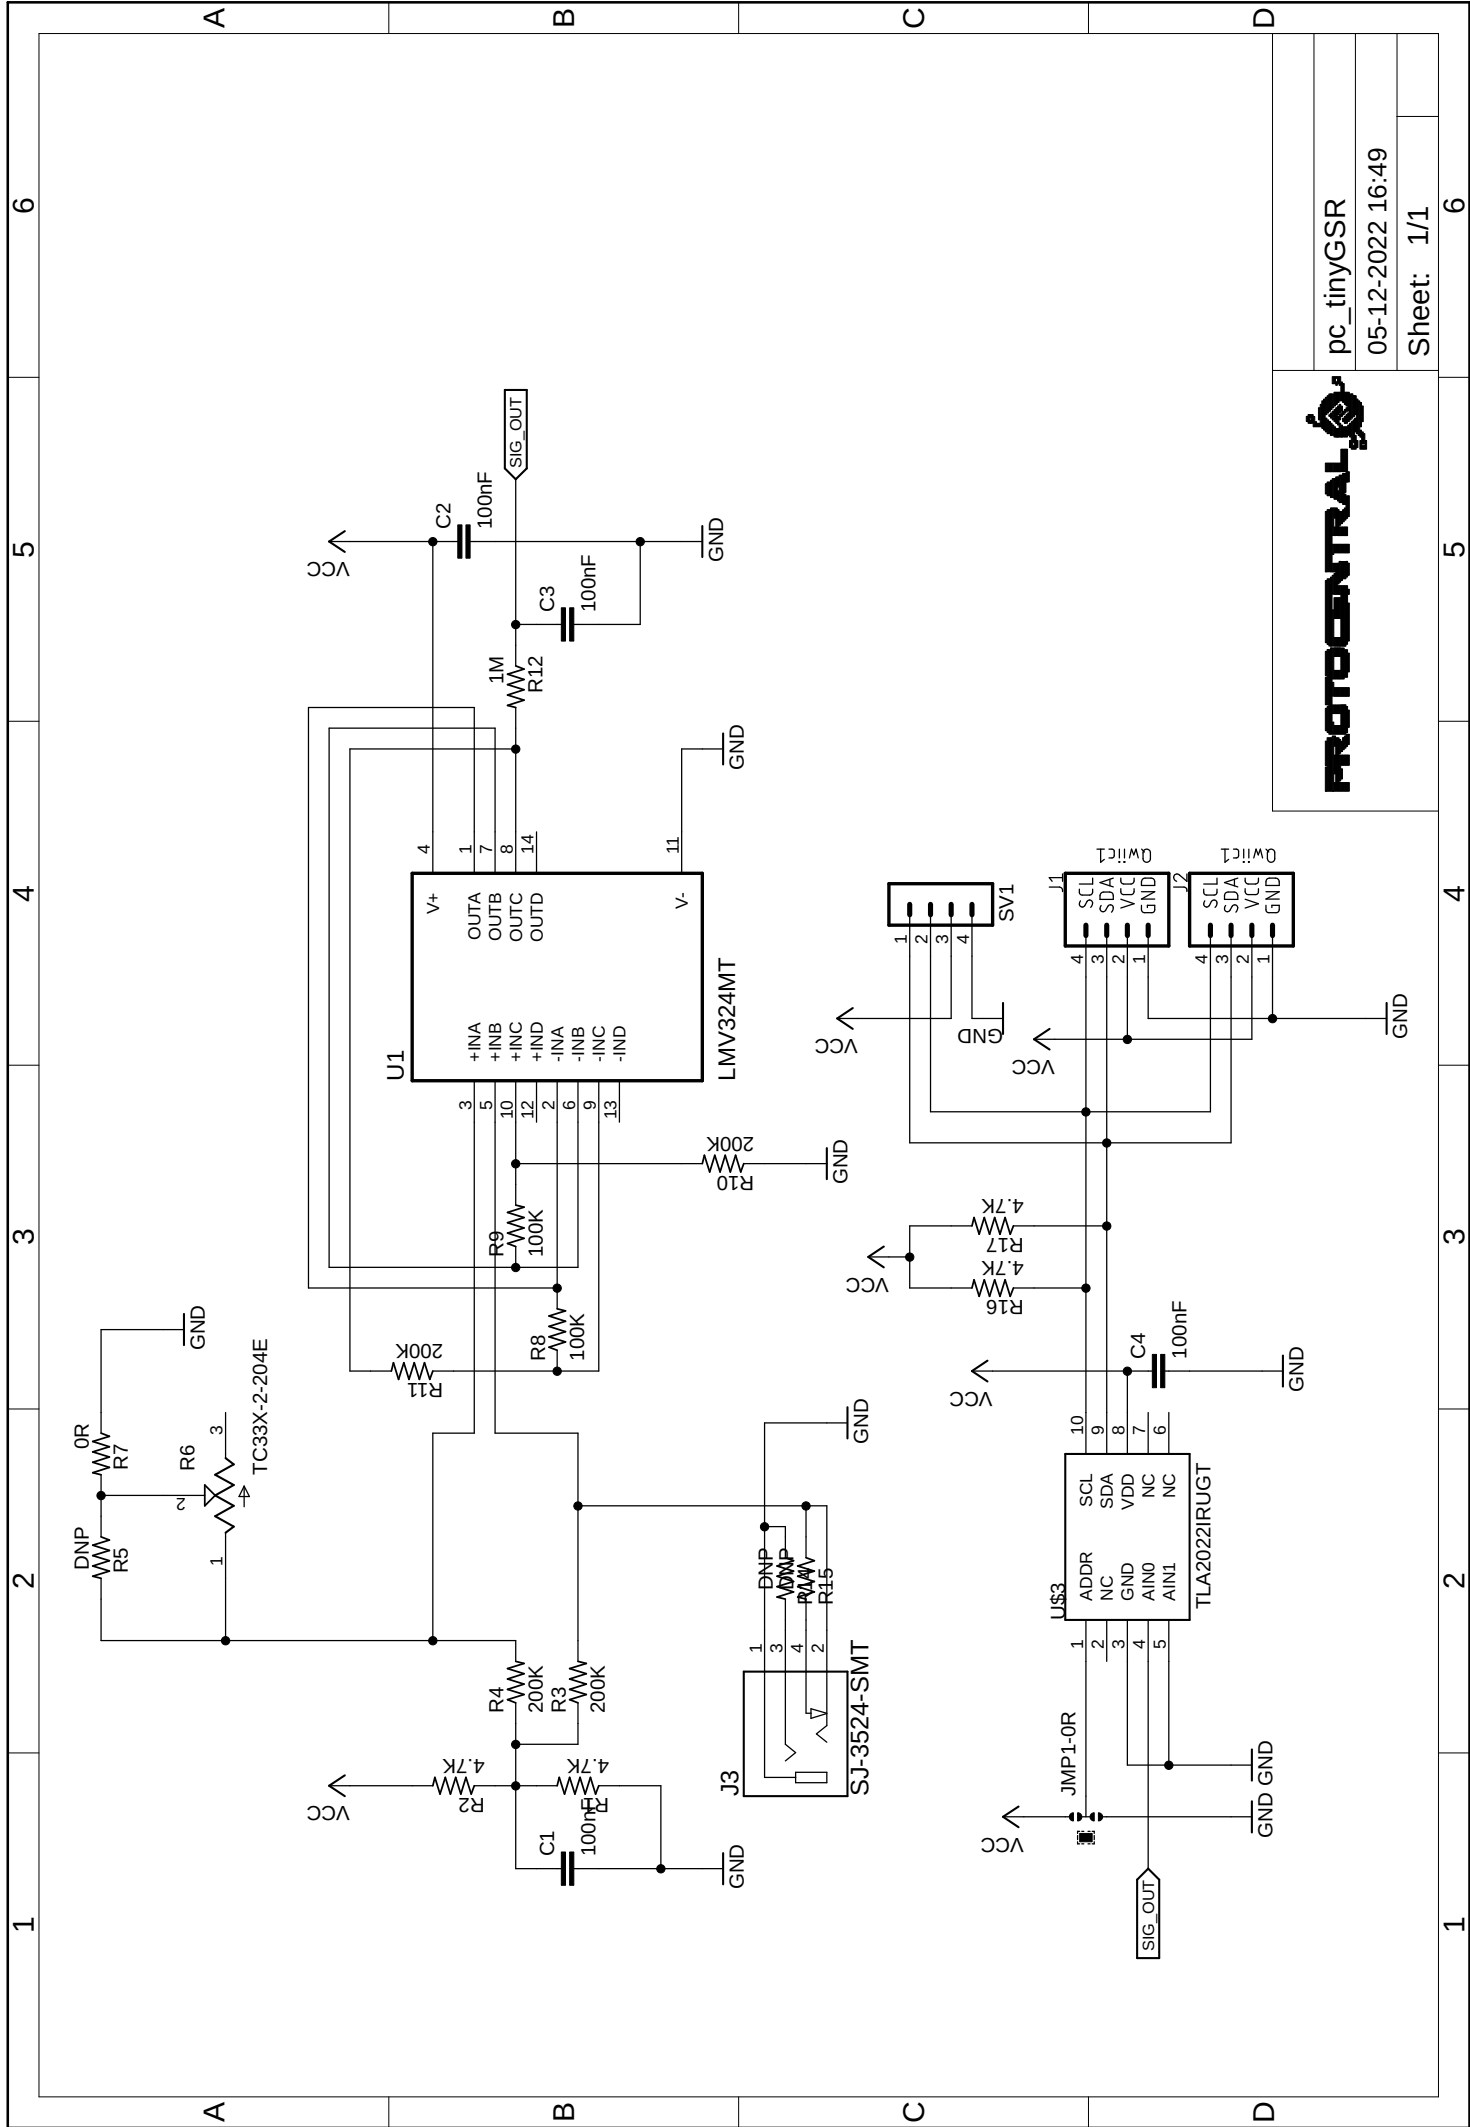 1
2
3
4
5
6
A
B
C
D
A
B
C
D
1
2
3
4
5
6
DNP
R5
0R
R7
GND
R6
2
1
3
TC33X-2-204E
VCC
R2
4.7K
R1
4.7K
C1
100nF
GND
R4
200K
R3
200K
R11
200K
R8
100K
R9
100K
R10
200K
GND
U1
LMV324MT
3
5
10
12
2
6
9
13
+INA
+INB
+INC
+IND
-INA
-INB
-INC
-IND
V+
OUTA
OUTB
OUTC
OUTD
V-
4
1
7
8
14
11
GND
1M
R12
C3
100nF
VCC
C2
100nF
GND
SIG_OUT
J3
SJ-3524-SMT
1
3
4
2
DNP
DNP
R15
GND
VCC
R16
4.7K
R17
4.7K
VCC
GND
1
2
3
4
SV1
VCC
GND
J1
4
3
2
1
SCL
SDA
VCC
GND
Qwiic1
J2
4
3
2
1
SCL
SDA
VCC
GND
Qwiic1
SIG_OUT
VCC
JMP1-0R
GND
GND
U$3
1
2
3
4
5
ADDR
NC
GND
AIN0
AIN1
SCL
SDA
VDD
NC
NC
10
9
8
7
6
TLA2022IRUGT
VCC
C4
100nF
GND
PROTOCENTRAL
pc_tinyGSR
05-12-2022 16:49
Sheet: 1/1